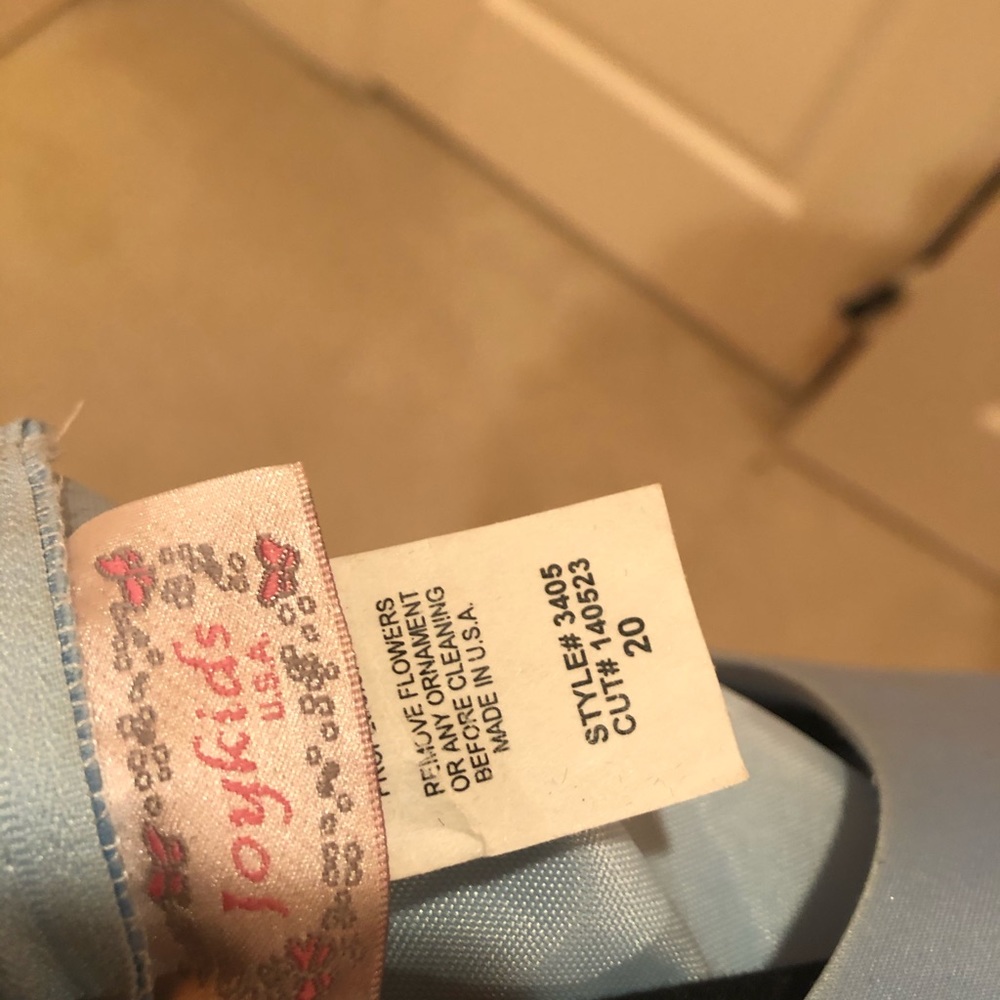 Joykids
U.S.A.
REMOVE FLOWERS
OR ANY ORNAMENT
BEFORE CLEANING
MADE IN U.S.A.
STYLE# 3405
CUT# 140523
20